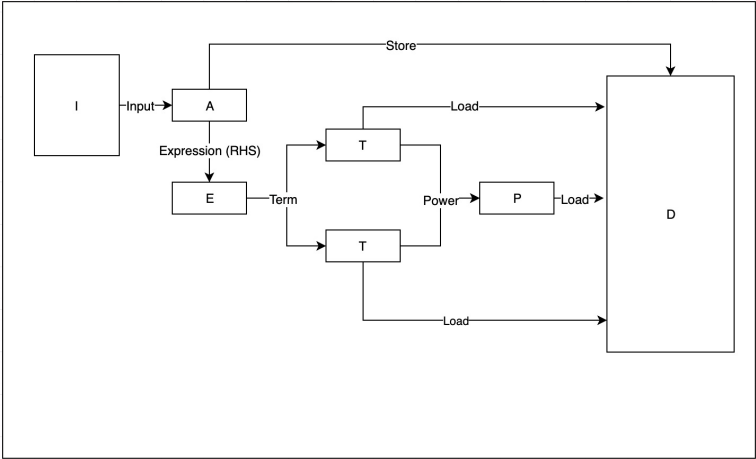 Store
I
Input
A
Load
Expression (RHS)
T
E
Term
Power
P
Load
D
T
Load